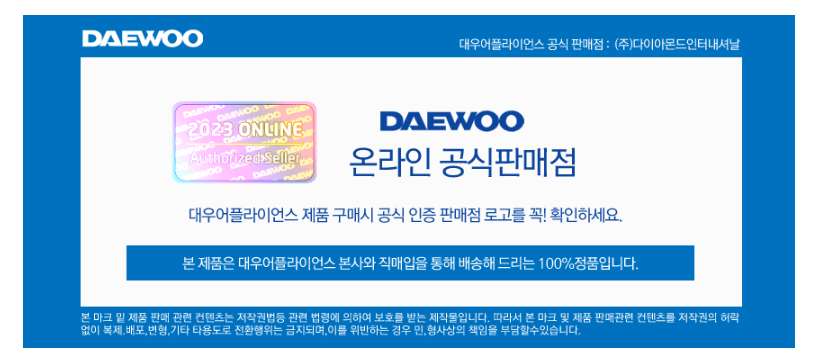 DAEWOO
대우어플라이언스 공식 판매점 : (주)다이아몬드인터내셔날
2023 ONLINE
Authorized Seller
DAEWOO
온라인 공식판매점
대우어플라이언스 제품 구매시 공식 인증 판매점 로고를 꼭! 확인하세요.
본 제품은 대우어플라이언스 본사와 직매입을 통해 배송해 드리는 100%정품입니다.
본 마크 밑 제품 판매 관련 컨텐츠는 저작권법등 관련 법령에 의하여 보호를 받는 제작물입니다. 따라서 본 마크 및 제품 판매관련 컨텐츠를 저작권의 허락
없이 복제.배포,변형,기타 타용도로 전환행위는 금지되며,이를 위반하는 경우 민,형사상의 책임을 부담할수있습니다.